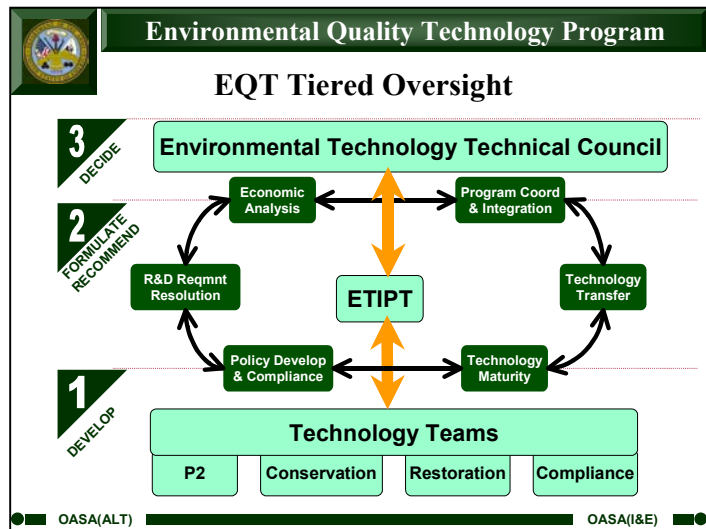 Environmental Quality Technology Program
EQT Tiered Oversight
3
DECIDE
Environmental Technology Technical Council
Economic
Analysis
Program Coord
& Integration
2
FORMULATE
RECOMMEND
R&D Reqmnt
Resolution
ETIPT
Technology
Transfer
Policy Develop
& Compliance
Technology
Maturity
1
DEVELOP
Technology Teams
P2
Conservation
Restoration
Compliance
OASA(ALT)
OASA(I&E)